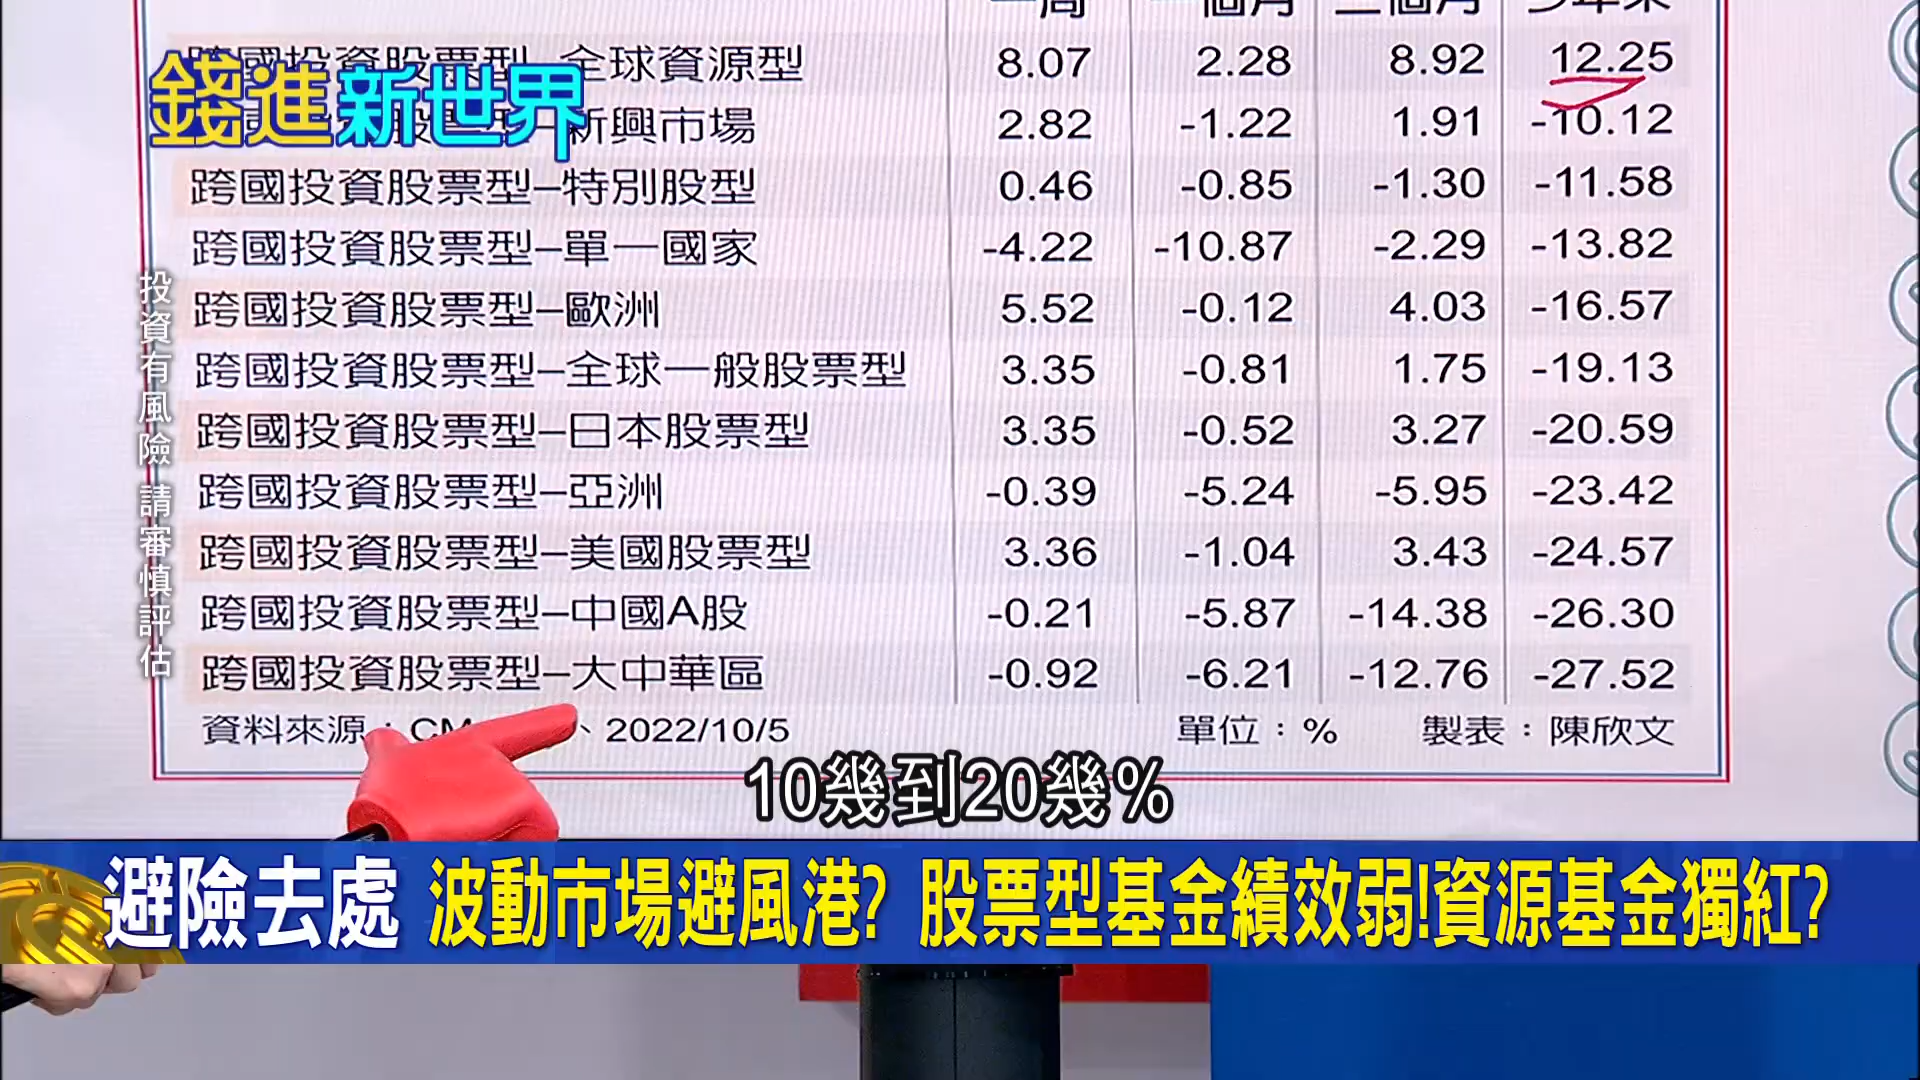 錢進新世界
跨國投資股票型–全球資源型 8.07 2.28 8.92 12.25
新興市場 2.82 -1.22 1.91 -10.12
跨國投資股票型–特別股型 0.46 -0.85 -1.30 -11.58
跨國投資股票型–單一國家 -4.22 -10.87 -2.29 -13.82
跨國投資股票型–歐洲 5.52 -0.12 4.03 -16.57
跨國投資股票型–全球一般股票型 3.35 -0.81 1.75 -19.13
跨國投資股票型–日本股票型 3.35 -0.52 3.27 -20.59
跨國投資股票型–亞洲 -0.39 -5.24 -5.95 -23.42
跨國投資股票型–美國股票型 3.36 -1.04 3.43 -24.57
跨國投資股票型–中國A股 -0.21 -5.87 -14.38 -26.30
跨國投資股票型–大中華區 -0.92 -6.21 -12.76 -27.52
資料來源：CM 、2022/10/5 單位：% 製表：陳欣文
投資有風險 請審慎評估
10幾到20幾%
避險去處 波動市場避風港? 股票型基金績效弱!資源基金獨紅?